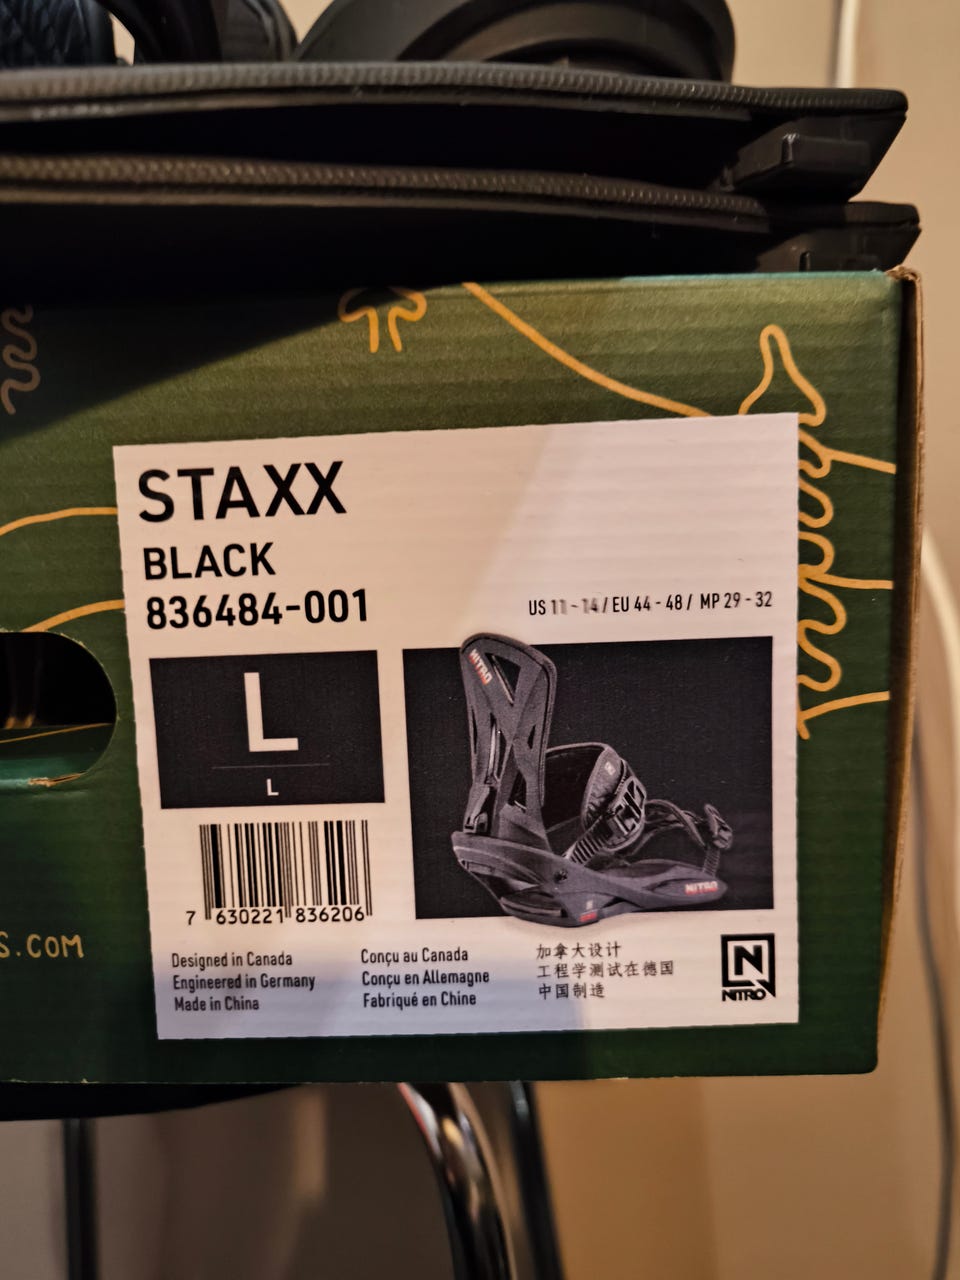 STAXX
BLACK
836484-001
US 11 - 14 / EU 44 - 48 / MP 29 - 32
L
L
NITRO
NITRO
7 630221 836206
S.COM
Designed in Canada
Engineered in Germany
Made in China
Conçu au Canada
Conçu en Allemagne
Fabriqué en Chine
加拿大设计
工程学测试在德国
中国制造
N
NITRO